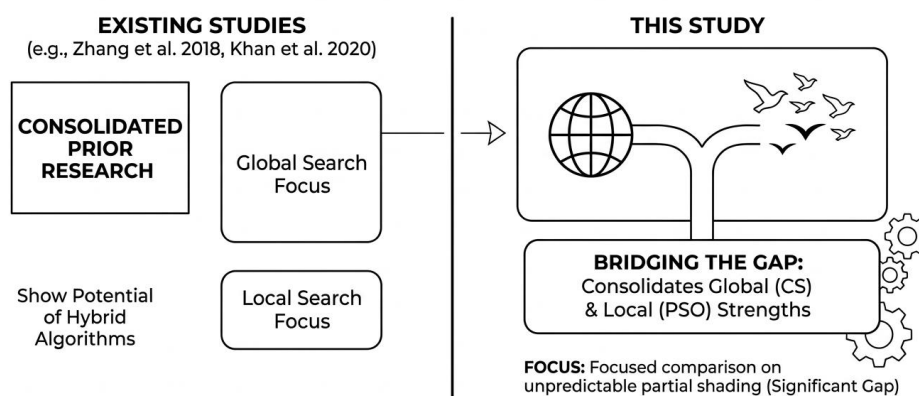 EXISTING STUDIES
(e.g., Zhang et al. 2018, Khan et al. 2020)
CONSOLIDATED
PRIOR
RESEARCH
Global Search
Focus
Show Potential
of Hybrid
Algorithms
Local Search
Focus
THIS STUDY
BRIDGING THE GAP:
Consolidates Global (CS)
& Local (PSO) Strengths
FOCUS: Focused comparison on
unpredictable partial shading (Significant Gap)